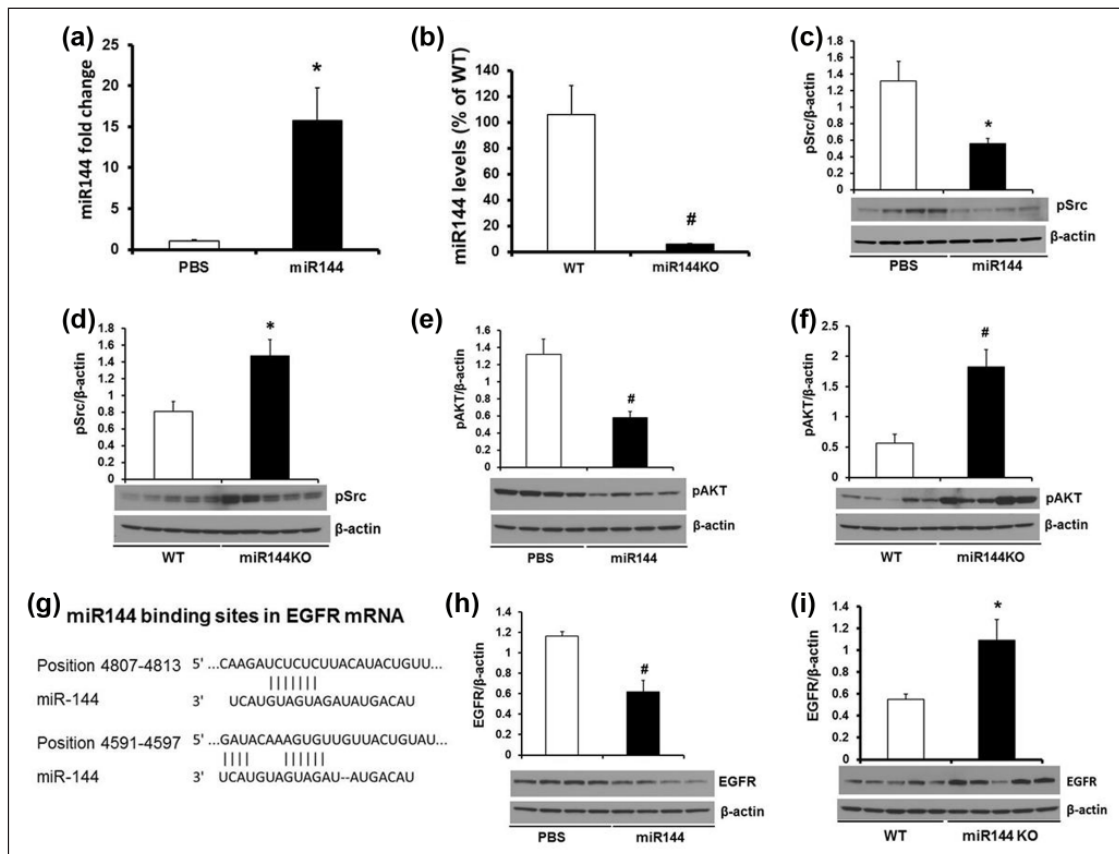 (a)
miR144 fold change
25
20
15
10
5
0
*
PBS
miR144
(b)
miR144 levels (% of WT)
140
120
100
80
60
40
20
0
#
WT
miR144KO
(c)
pSrc/β-actin
1.8
1.6
1.4
1.2
1
0.8
0.6
0.4
0.2
0
*
pSrc
β-actin
PBS
miR144
(d)
pSrc/β-actin
1.8
1.6
1.4
1.2
1
0.8
0.6
0.4
0.2
0
*
pSrc
β-actin
WT
miR144KO
(e)
pAKT/β-actin
1.6
1.4
1.2
1
0.8
0.6
0.4
0.2
0
#
pAKT
β-actin
PBS
miR144
(f)
pAKT/β-actin
2.5
2
1.5
1
0.5
0
#
pAKT
β-actin
WT
miR144KO
(g)
miR144 binding sites in EGFR mRNA
Position 4807-4813 5' ...CAAGAUCUCUCUUACAUACUGUU...
|||||||
miR-144 3' UCAUGUAGUAGAUAUGACAU
Position 4591-4597 5' ...GAUACAAAGUGUUGUUACUGUAU...
|||| ||||||
miR-144 3' UCAUGUAGUAGAU--AUGACAU
(h)
EGFR/β-actin
1.4
1.2
1
0.8
0.6
0.4
0.2
0
#
EGFR
β-actin
PBS
miR144
(i)
EGFR/β-actin
1.4
1.2
1
0.8
0.6
0.4
0.2
0
*
EGFR
β-actin
WT
miR144 KO